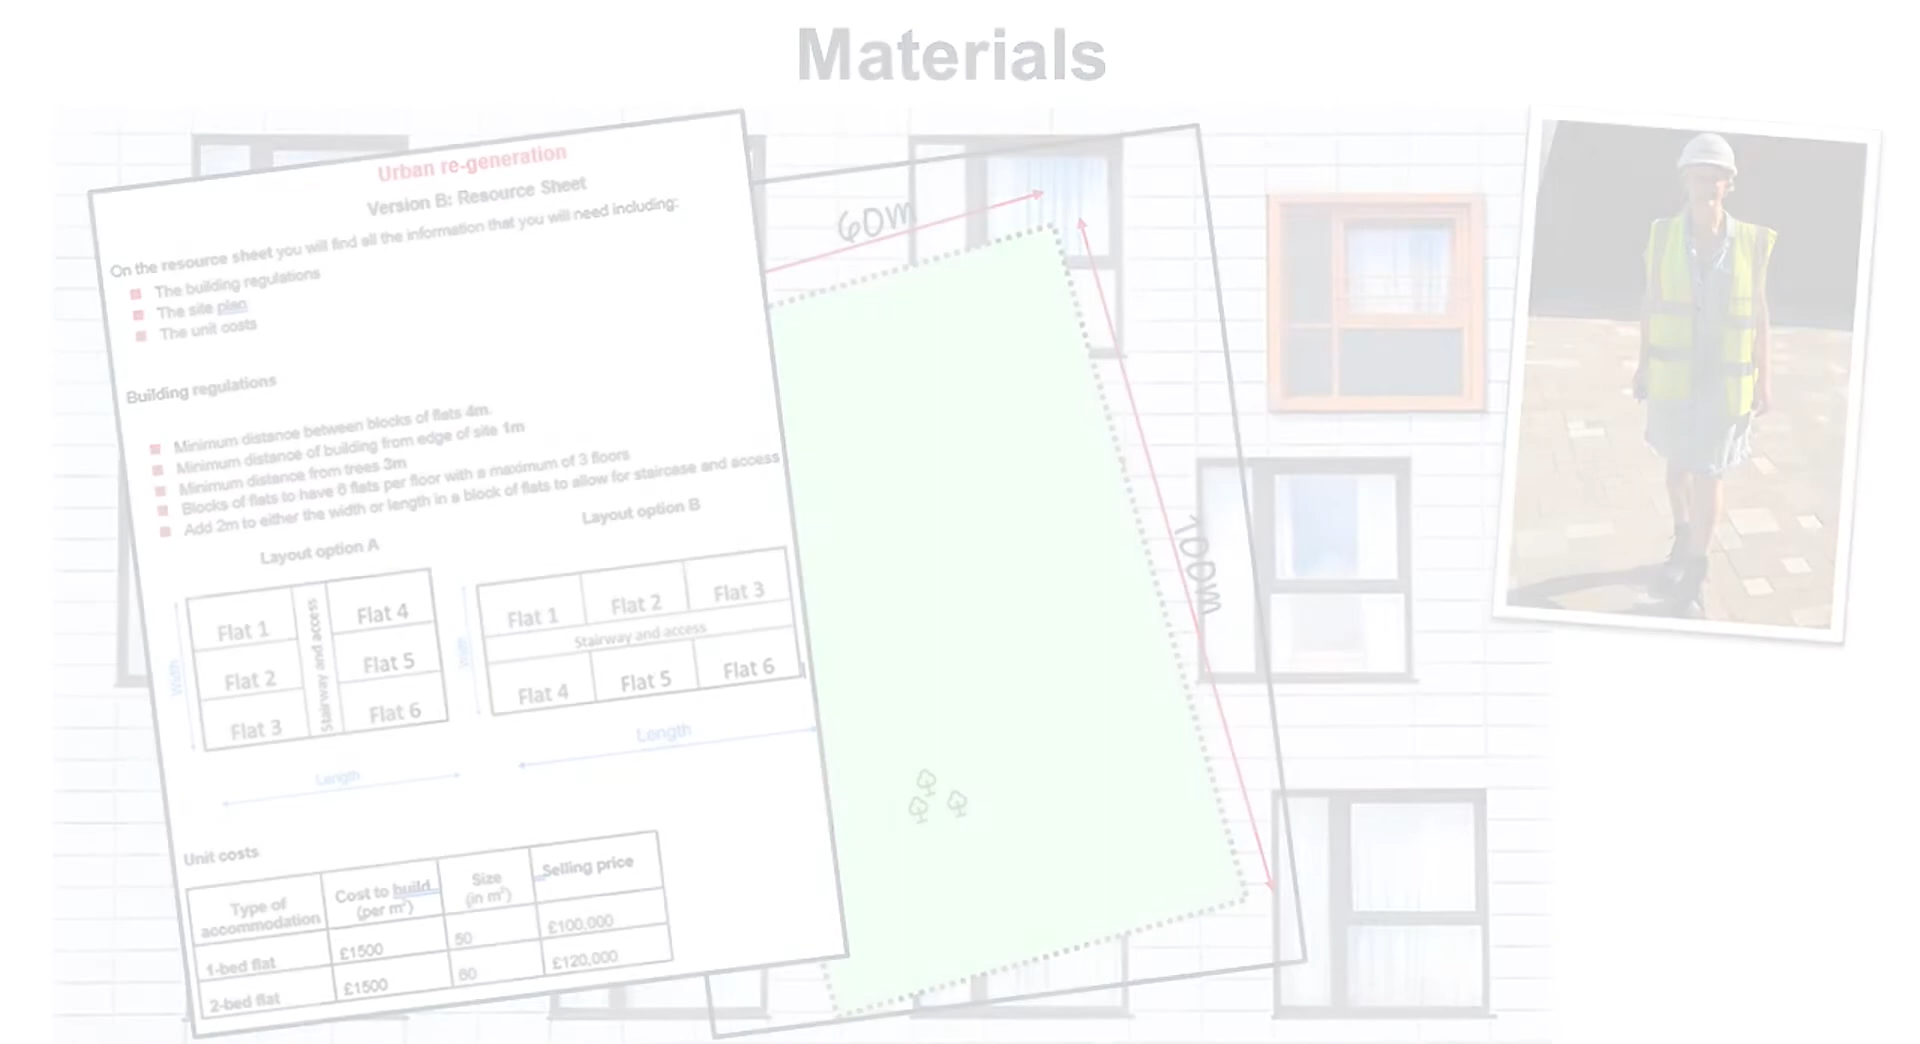 Materials
Urban re-generation
Version B: Resource Sheet
On the resource sheet you will find all the information that you will need including:
The building regulations
The site plan
The unit costs
Building regulations
Minimum distance between blocks of flats 4m.
Minimum distance of building from edge of site 1m
Minimum distance from trees 3m
Blocks of flats to have 6 flats per floor with a maximum of 3 floors
Add 2m to either the width or length in a block of flats to allow for staircase and access
Layout option A
Flat 1
Flat 2
Flat 3
Stairway and access
Flat 4
Flat 5
Flat 6
Width
Length
Layout option B
Flat 1 Flat 2 Flat 3
Stairway and access
Flat 4 Flat 5 Flat 6
Width
Length
Unit costs
Type of accommodation Cost to build (per m²) Size (in m²) Selling price
1-bed flat £1500 50 £100,000
2-bed flat £1500 60 £120,000
60m
100m